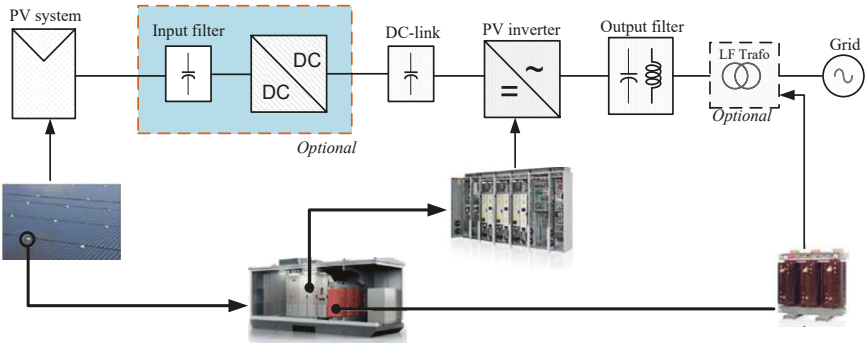 PV system
Input filter
DC
DC
Optional
DC-link
PV inverter
=
~
Output filter
LF Trafo
Optional
Grid
~